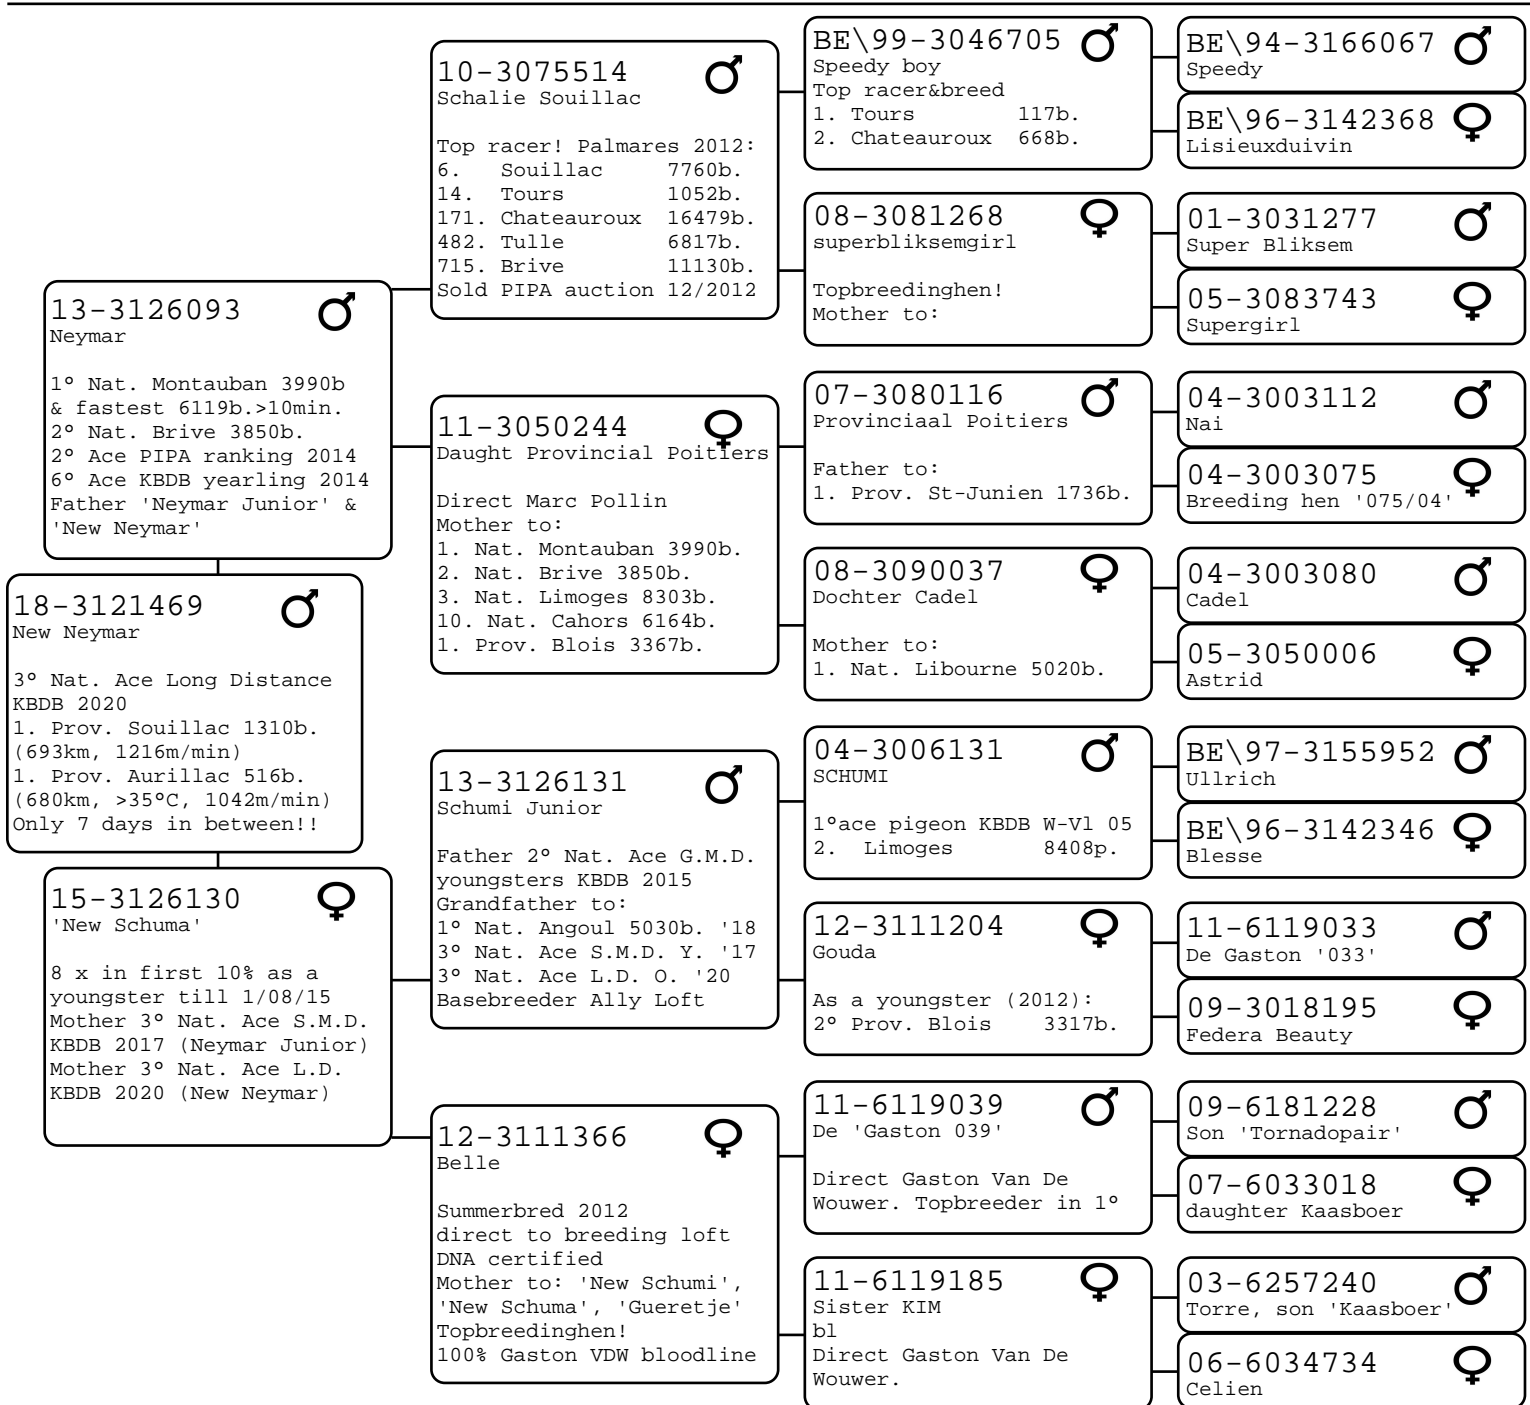 18-3121469
New Neymar
3° Nat. Ace Long Distance
KBDB 2020
1. Prov. Souillac 1310b.
(693km, 1216m/min)
1. Prov. Aurillac 516b.
(680km, >35°C, 1042m/min)
Only 7 days in between!!
13-3126093
Neymar
1° Nat. Montauban 3990b
& fastest 6119b.>10min.
2° Nat. Brive 3850b.
2° Ace PIPA ranking 2014
6° Ace KBDB yearling 2014
Father 'Neymar Junior' &
'New Neymar'
15-3126130
'New Schuma'
8 x in first 10% as a
youngster till 1/08/15
Mother 3° Nat. Ace S.M.D.
KBDB 2017 (Neymar Junior)
Mother 3° Nat. Ace L.D.
KBDB 2020 (New Neymar)
10-3075514
Schalie Souillac
Top racer! Palmares 2012:
6. Souillac 7760b.
14. Tours 1052b.
171. Chateauroux 16479b.
482. Tulle 6817b.
715. Brive 11130b.
Sold PIPA auction 12/2012
11-3050244
Daught Provincial Poitiers
Direct Marc Pollin
Mother to:
1. Nat. Montauban 3990b.
2. Nat. Brive 3850b.
3. Nat. Limoges 8303b.
10. Nat. Cahors 6164b.
1. Prov. Blois 3367b.
13-3126131
Schumi Junior
Father 2° Nat. Ace G.M.D.
youngsters KBDB 2015
Grandfather to:
1° Nat. Angoul 5030b. '18
3° Nat. Ace S.M.D. Y. '17
3° Nat. Ace L.D. O. '20
Basebreeder Ally Loft
12-3111366
Belle
Summerbred 2012
direct to breeding loft
DNA certified
Mother to: 'New Schumi',
'New Schuma', 'Gueretje'
Topbreedinghen!
100% Gaston VDW bloodline
BE\99-3046705
Speedy boy
Top racer&breed
1. Tours 117b.
2. Chateauroux 668b.
08-3081268
superbliksemgirl
Topbreedinghen!
Mother to:
07-3080116
Provinciaal Poitiers
Father to:
1. Prov. St-Junien 1736b.
08-3090037
Dochter Cadel
Mother to:
1. Nat. Libourne 5020b.
04-3006131
SCHUMI
1°ace pigeon KBDB W-Vl 05
2. Limoges 8408p.
12-3111204
Gouda
As a youngster (2012):
2° Prov. Blois 3317b.
11-6119039
De 'Gaston 039'
Direct Gaston Van De
Wouwer. Topbreeder in 1°
11-6119185
Sister KIM
bl
Direct Gaston Van De
Wouwer.
BE\94-3166067
Speedy
BE\96-3142368
Lisieuxduivin
01-3031277
Super Bliksem
05-3083743
Supergirl
04-3003112
Nai
04-3003075
Breeding hen '075/04'
04-3003080
Cadel
05-3050006
Astrid
BE\97-3155952
Ullrich
BE\96-3142346
Blesse
11-6119033
De Gaston '033'
09-3018195
Federa Beauty
09-6181228
Son 'Tornadopair'
07-6033018
daughter Kaasboer
03-6257240
Torre, son 'Kaasboer'
06-6034734
Celien